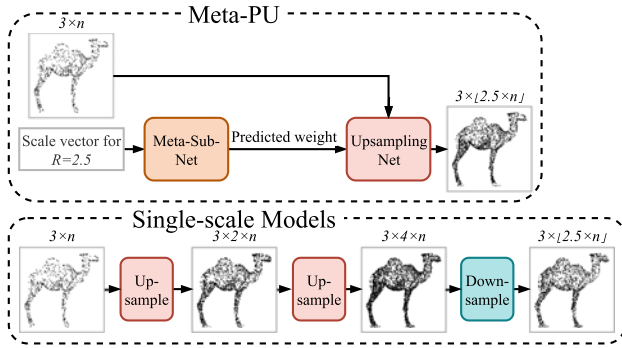 Meta-PU
3×n
3×⌊2.5×n⌋
Scale vector for
R=2.5
Meta-Sub-
Net
Predicted weight
Upsampling
Net
Single-scale Models
3×n
3×2×n
3×4×n
3×⌊2.5×n⌋
Up-
sample
Up-
sample
Down-
sample